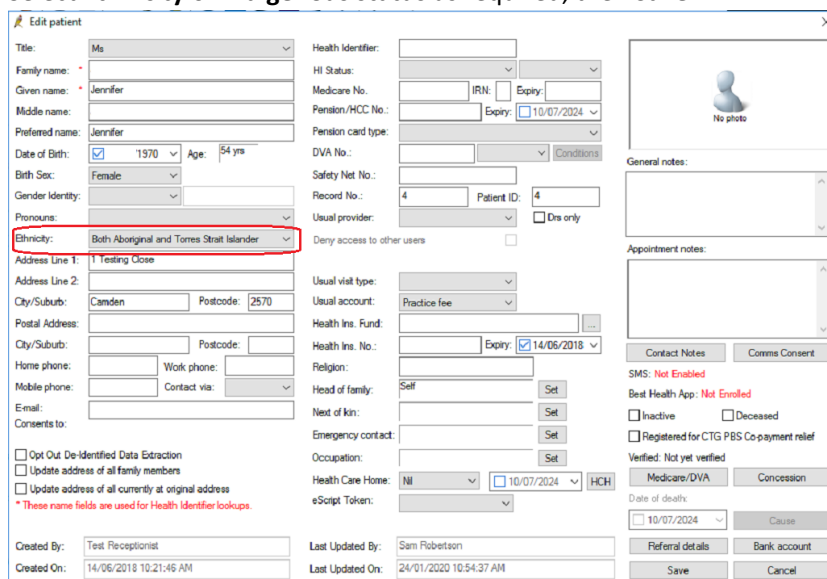 Edit patient
Title: Ms
Family name: *
Given name: * Jennifer
Middle name:
Preferred name: Jennifer
Date of Birth: '1970 Age: 54 yrs
Birth Sex: Female
Gender Identity:
Pronouns:
Ethnicity: Both Aboriginal and Torres Strait Islander
Address Line 1: 1 Testing Close
Address Line 2:
City/Suburb: Camden Postcode: 2570
Postal Address:
City/Suburb: Postcode:
Home phone: Work phone:
Mobile phone: Contact via:
E-mail:
Consents to:
Opt Out De-Identified Data Extraction
Update address of all family members
Update address of all currently at original address
* These name fields are used for Health Identifier lookups.
Created By: Test Receptionist
Created On: 14/06/2018 10:21:46 AM
Health Identifier:
HI Status:
Medicare No. IRN: Expiry:
Pension/HCC No.: Expiry: 10/07/2024
Pension card type:
DVA No.: Conditions
Safety Net No.:
Record No.: 4 Patient ID: 4
Usual provider: Drs only
Deny access to other users
Usual visit type:
Usual account: Practice fee
Health Ins. Fund: ...
Health Ins. No.: Expiry: 14/06/2018
Religion:
Head of family: Self Set
Next of kin: Set
Emergency contact: Set
Occupation: Set
Health Care Home: Nil 10/07/2024 HCH
eScript Token:
Last Updated By: Sam Robertson
Last Updated On: 24/01/2020 10:54:37 AM
No photo
General notes:
Appointment notes:
Contact Notes Comms Consent
SMS: Not Enabled
Best Health App: Not Enrolled
Inactive Deceased
Registered for CTG PBS Co-payment relief
Verified: Not yet verified
Medicare/DVA Concession
Date of death:
10/07/2024 Cause
Referral details Bank account
Save Cancel